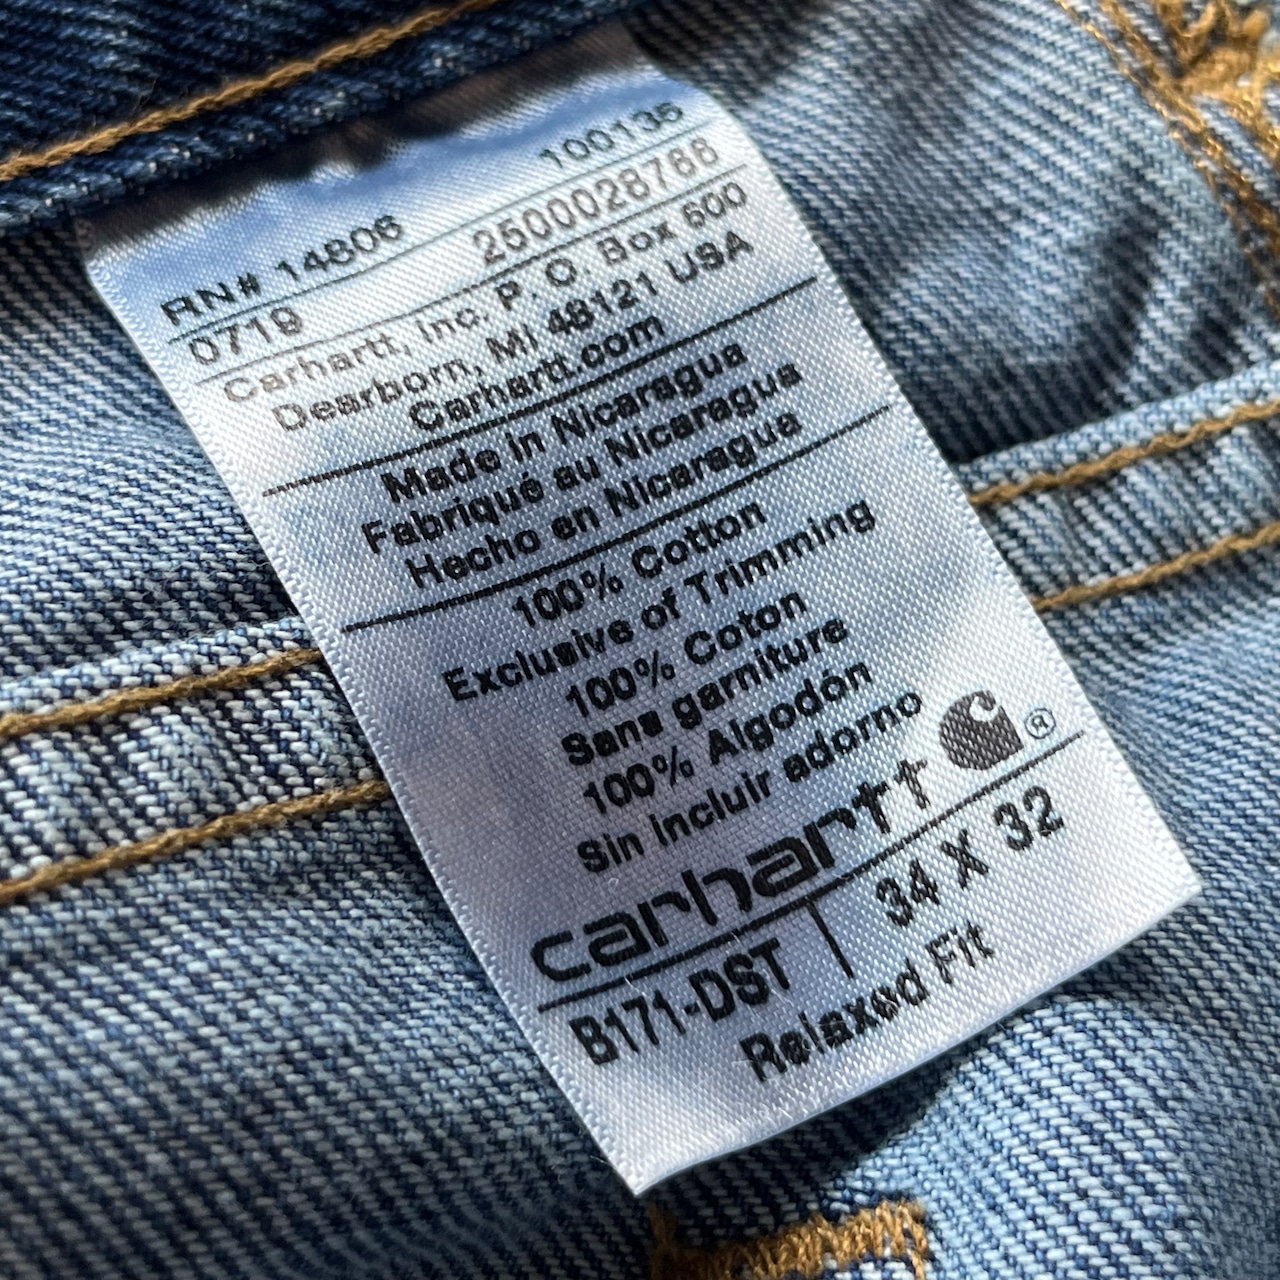 RN# 14806 100136
0719 2500028788
Carhartt, Inc. P. O. Box 600
Dearborn, MI 48121 USA
Carhartt.com
Made in Nicaragua
Fabriqué au Nicaragua
Hecho en Nicaragua
100% Cotton
Exclusive of Trimming
100% Coton
Sans garniture
100% Algodón
Sin incluir adorno
carhartt ®
B171-DST 34 X 32
Relaxed Fit